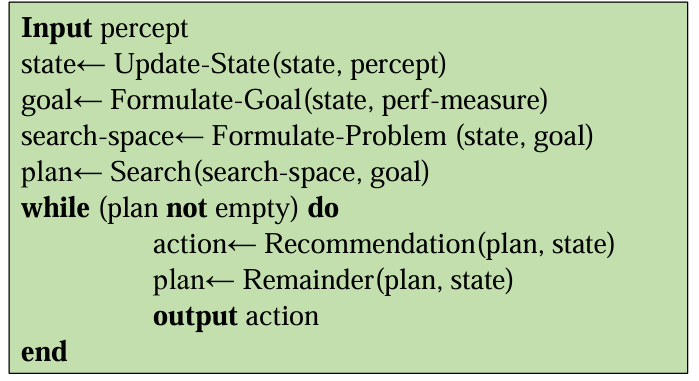 Input percept
state← Update-State(state, percept)
goal← Formulate-Goal(state, perf-measure)
search-space← Formulate-Problem (state, goal)
plan← Search(search-space, goal)
while (plan not empty) do
action← Recommendation(plan, state)
plan← Remainder(plan, state)
output action
end